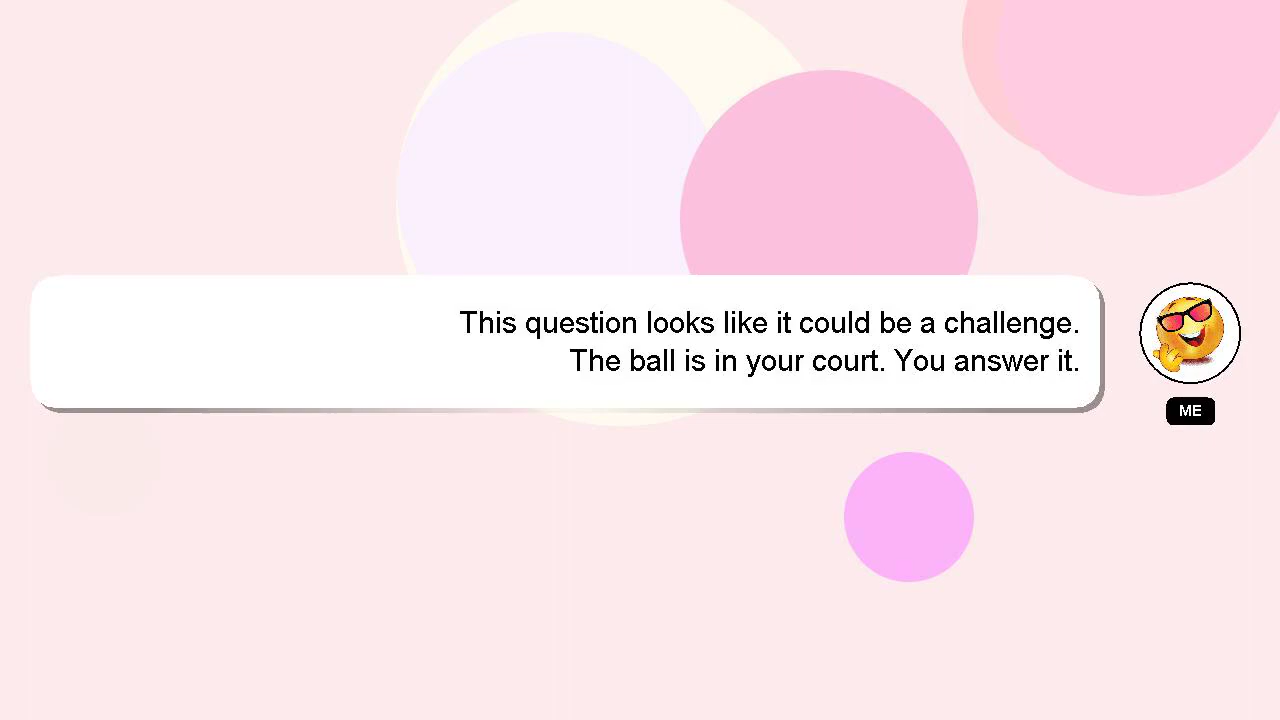 This question looks like it could be a challenge.
The ball is in your court. You answer it.
ME